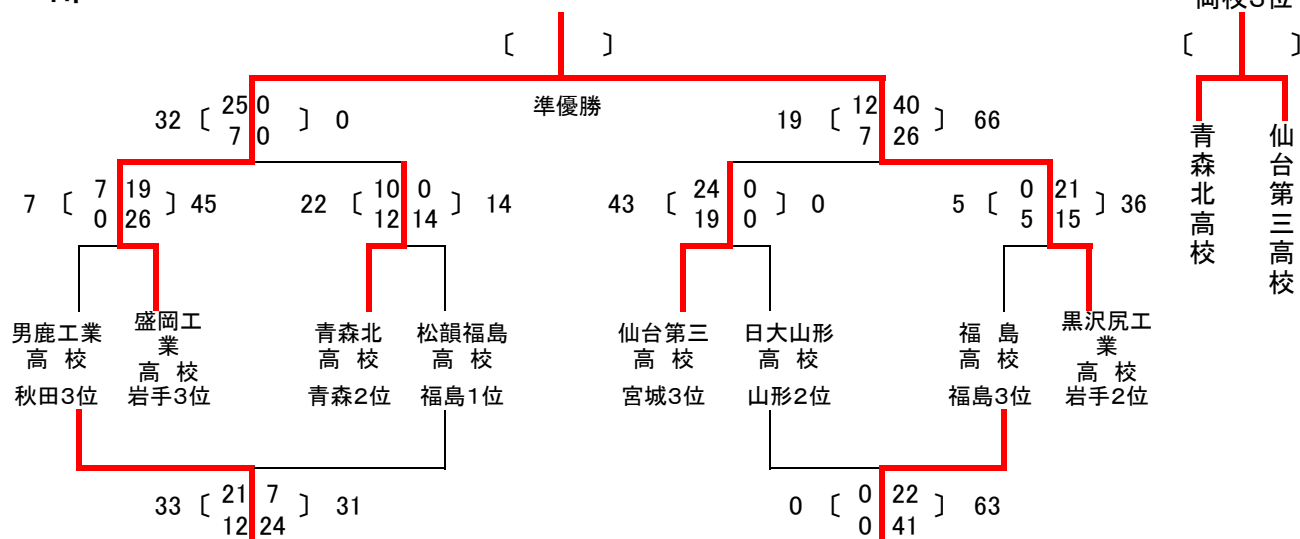 両校3位
〔 〕
〔 〕
準優勝
32 〔 25 0 〕 0
7 0
19 〔 12 40 〕 66
7 26
青森北高校
仙台第三高校
7 〔 7 19 〕 45
0 26
22 〔 10 0 〕 14
12 14
43 〔 24 0 〕 0
19 0
5 〔 0 21 〕 36
5 15
男鹿工業
高 校
秋田3位
盛岡工
業
高 校
岩手3位
青森北
高 校
青森2位
松韻福島
高 校
福島1位
仙台第三
高 校
宮城3位
日大山形
高 校
山形2位
福 島
高 校
福島3位
黒沢尻工
業
高 校
岩手2位
33 〔 21 7 〕 31
12 24
0 〔 0 22 〕 63
0 41